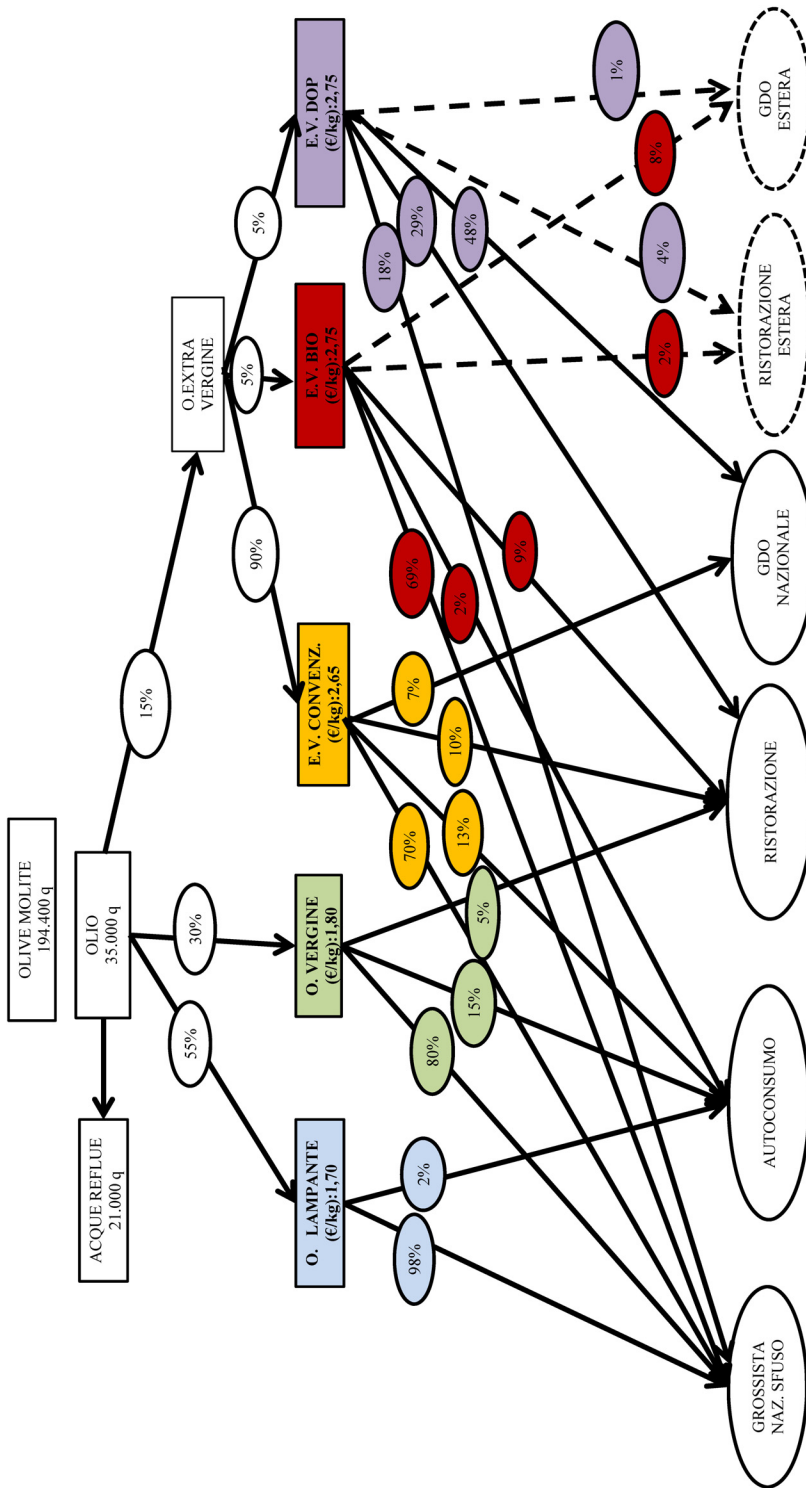 OLIVE MOLITE
194.400 q
ACQUE REFLUE
21.000 q
OLIO
35.000 q
55%
30%
15%
O.EXTRA
VERGINE
90%
5%
5%
O. LAMPANTE
(€/kg):1,70
O. VERGINE
(€/kg):1,80
E.V. CONVENZ.
(€/kg):2,65
E.V. BIO
(€/kg):2,75
E.V. DOP
(€/kg):2,75
98%
2%
80%
15%
5%
70%
13%
10%
7%
69%
2%
9%
2%
8%
18%
29%
48%
4%
1%
GROSSISTA
NAZ. SFUSO
AUTOCONSUMO
RISTORAZIONE
GDO
NAZIONALE
RISTORAZIONE
ESTERA
GDO
ESTERA